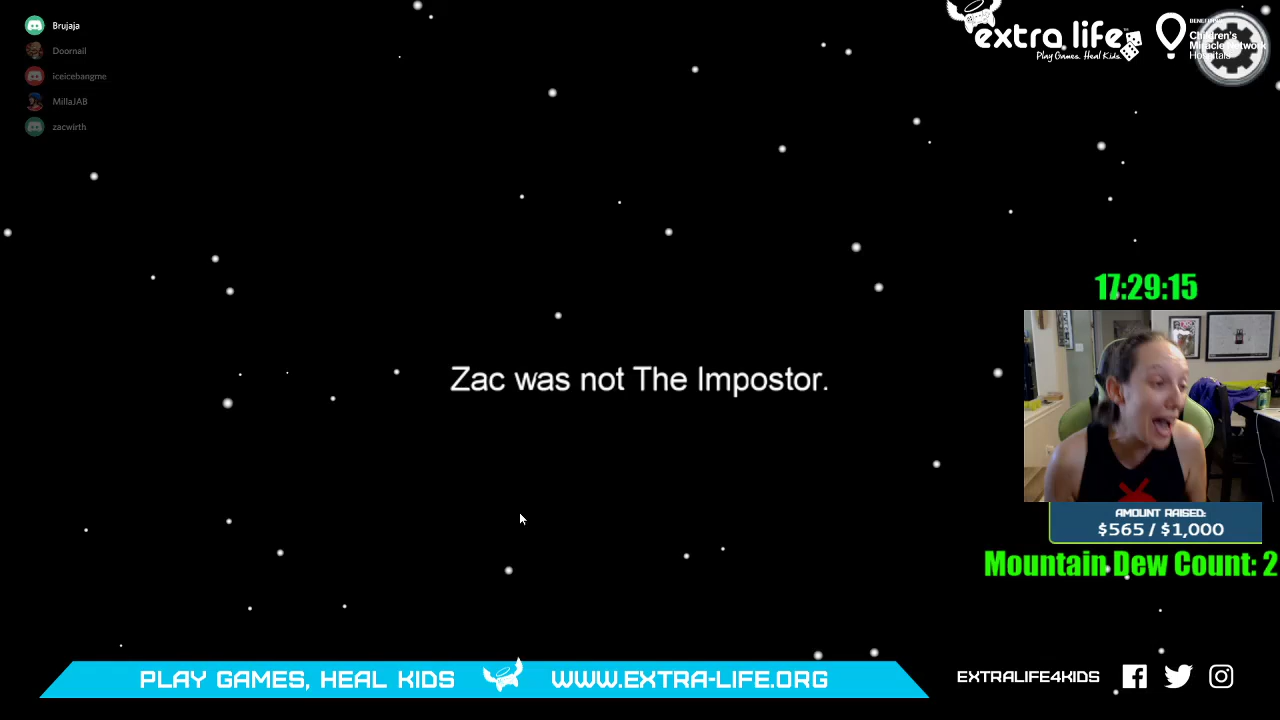 Brujaja
Doornail
iceicebangme
MillaJAB
zacwirth
extra life
Play Games. Heal Kids.
Children's
Miracle Network
Hospitals
17:29:15
Zac was not The Impostor.
AMOUNT RAISED:
$565 / $1,000
Mountain Dew Count: 2
PLAY GAMES, HEAL KIDS
WWW.EXTRA-LIFE.ORG
EXTRALIFE4KIDS